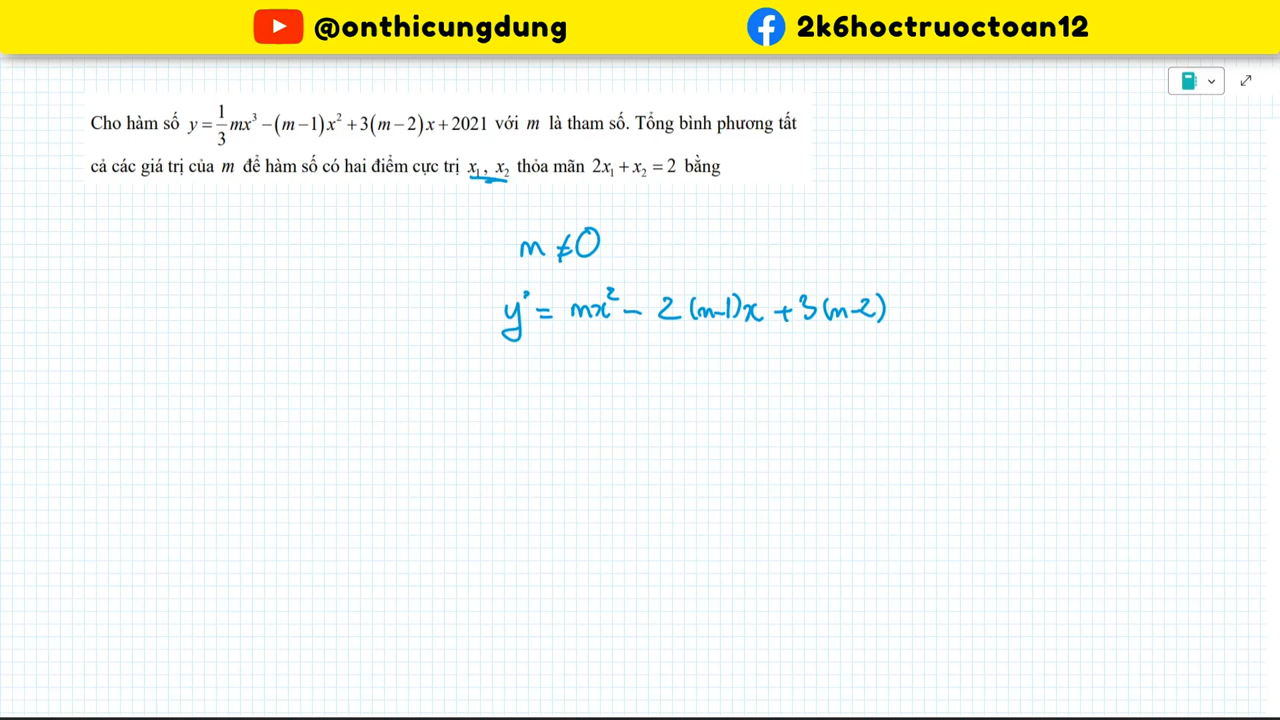 @onthicungdung 2k6hoctruoctoan12
Cho hàm số y = 1/3 mx³ − (m − 1)x² + 3(m − 2)x + 2021 với m là tham số. Tổng bình phương tất
cả các giá trị của m để hàm số có hai điểm cực trị x₁, x₂ thỏa mãn 2x₁ + x₂ = 2 bằng
m ≠ 0
y' = mx² − 2(m−1)x + 3(m−2)